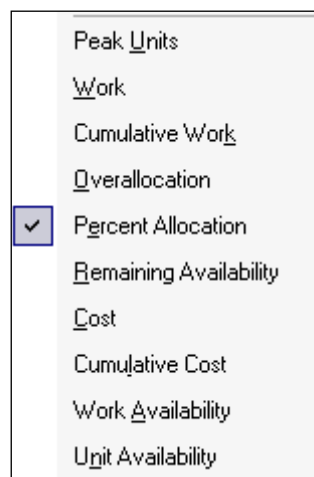 Peak Units
Work
Cumulative Work
Overallocation
Percent Allocation
Remaining Availability
Cost
Cumulative Cost
Work Availability
Unit Availability